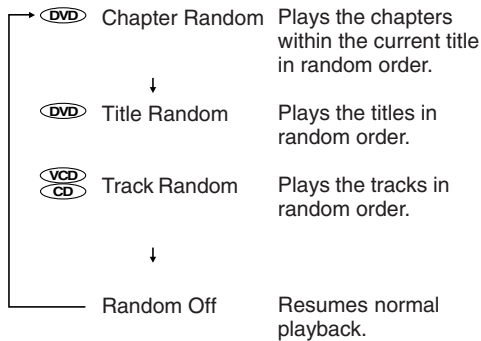 DVD Chapter Random Plays the chapters
within the current title
in random order.
DVD Title Random Plays the titles in
random order.
VCD
CD
Track Random Plays the tracks in
random order.
Random Off Resumes normal
playback.